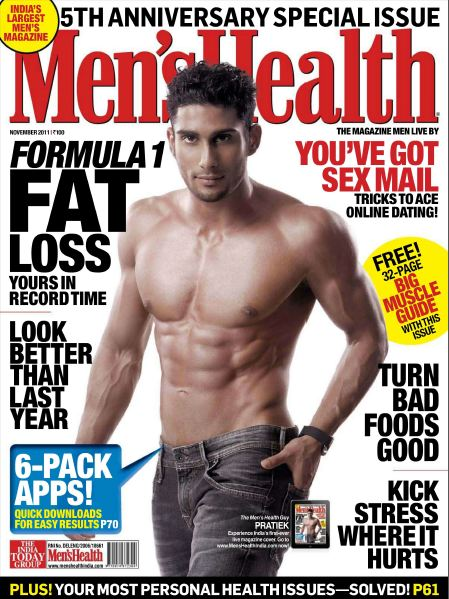 INDIA'S
LARGEST
MEN'S
MAGAZINE
5TH ANNIVERSARY SPECIAL ISSUE
Men'sHealth
NOVEMBER 2011 | ₹100
THE MAGAZINE MEN LIVE BY
FORMULA 1
FAT
LOSS
YOURS IN
RECORD TIME
YOU'VE GOT
SEX MAIL
TRICKS TO ACE
ONLINE DATING!
FREE!
32-PAGE
BIG
MUSCLE
GUIDE
WITH THIS
ISSUE
LOOK
BETTER
THAN
LAST
YEAR
TURN
BAD
FOODS
GOOD
6-PACK
APPS!
QUICK DOWNLOADS
FOR EASY RESULTS P70
KICK
STRESS
WHERE IT
HURTS
The Men's Health Guy
PRATIEK
Experience India's first-ever
live magazine cover. Go to
www.MensHealthIndia.com now!
THE
INDIA
TODAY
GROUP
RNI No. DELENG/2006/18661
Men'sHealth
www.menshealthindia.com
PLUS! YOUR MOST PERSONAL HEALTH ISSUES—SOLVED! P61